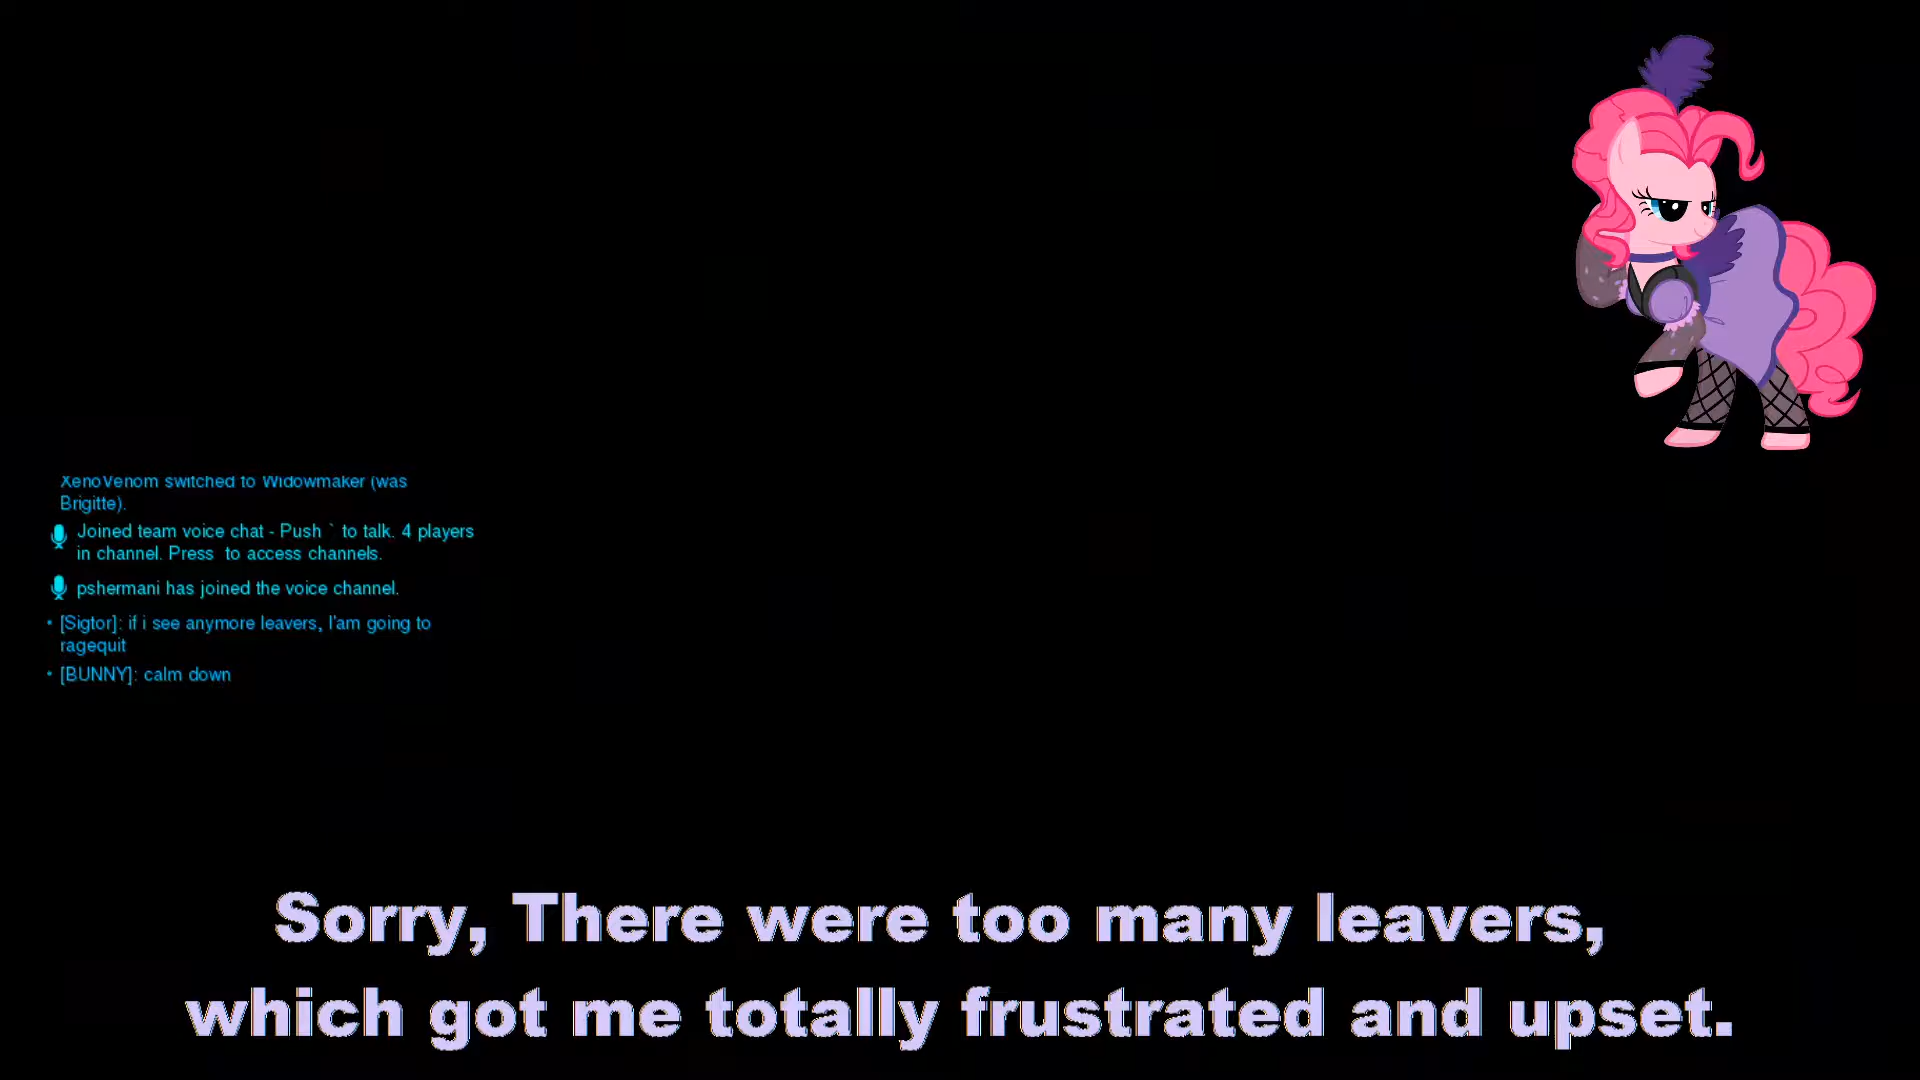 XenoVenom switched to Widowmaker (was
Brigitte).
Joined team voice chat - Push ` to talk. 4 players
in channel. Press  to access channels.
pshermani has joined the voice channel.
• [Sigtor]: if i see anymore leavers, I'am going to
ragequit
• [BUNNY]: calm down
Sorry, There were too many leavers,
which got me totally frustrated and upset.